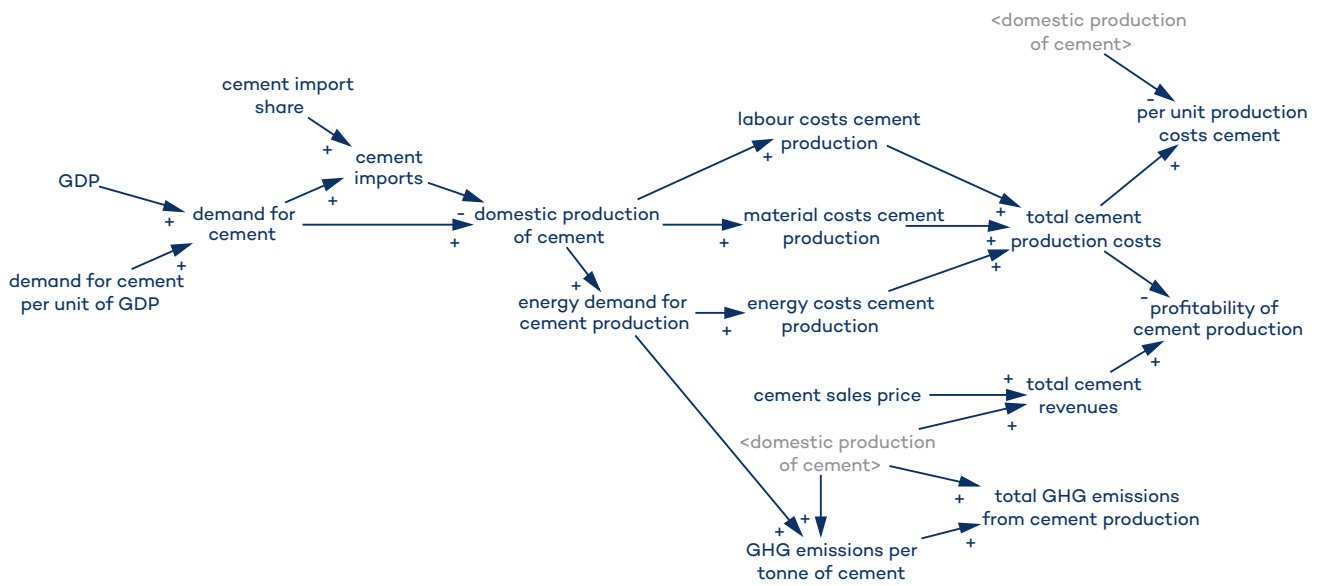 <domestic production
of cement>
cement import
share
per unit production
costs cement
labour costs cement
production
cement
imports
GDP
demand for
cement
domestic production
of cement
material costs cement
production
total cement
production costs
demand for cement
per unit of GDP
energy demand for
cement production
energy costs cement
production
profitability of
cement production
cement sales price
total cement
revenues
<domestic production
of cement>
total GHG emissions
from cement production
GHG emissions per
tonne of cement